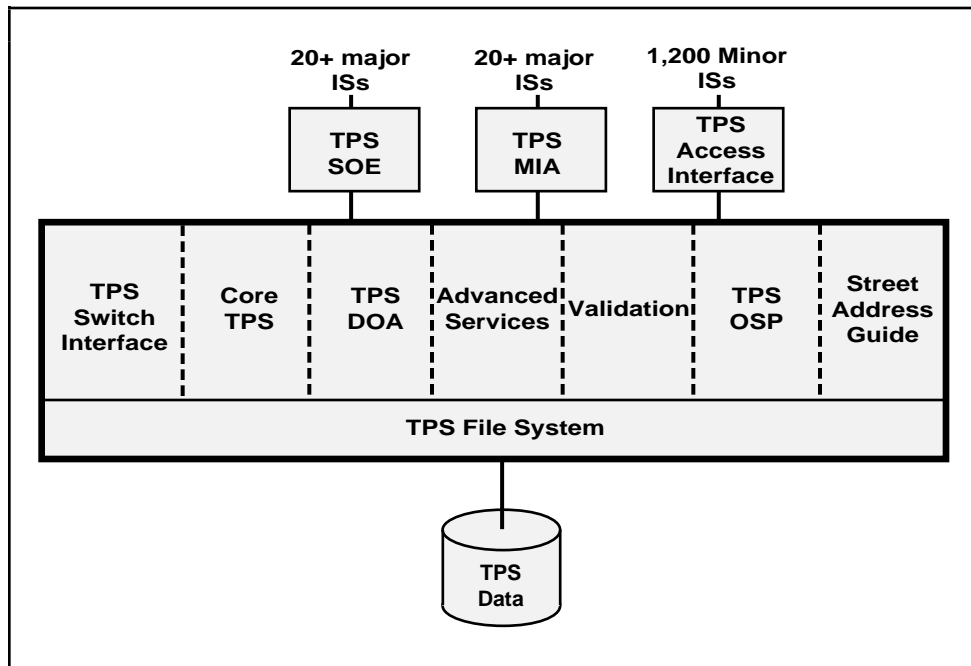 20+ major
ISs
20+ major
ISs
1,200 Minor
ISs
TPS
SOE
TPS
MIA
TPS
Access
Interface
TPS
Switch
Interface
Core
TPS
TPS
DOA
Advanced
Services
Validation
TPS
OSP
Street
Address
Guide
TPS File System
TPS
Data